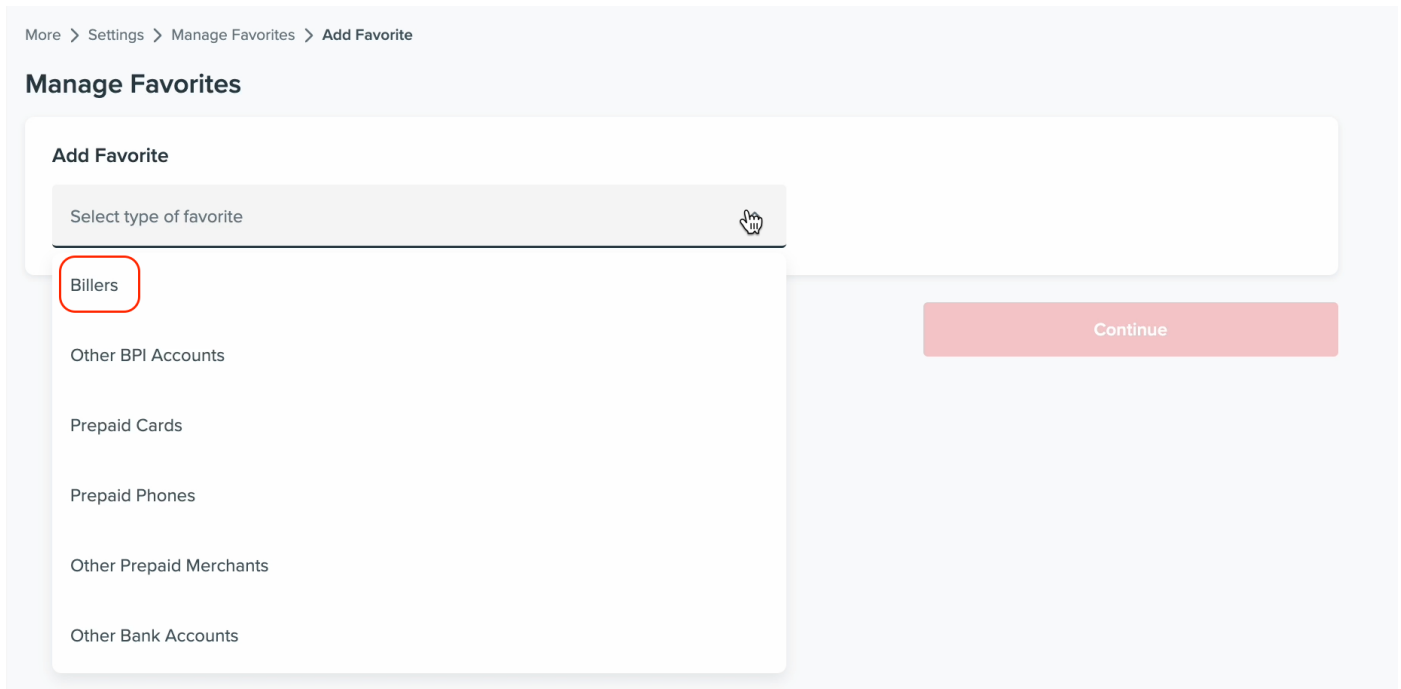 More > Settings > Manage Favorites > Add Favorite
Manage Favorites
Add Favorite
Select type of favorite
Billers
Other BPI Accounts
Continue
Prepaid Cards
Prepaid Phones
Other Prepaid Merchants
Other Bank Accounts